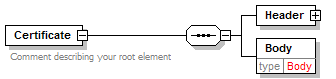 Certificate
Comment describing your root element
Header
Body
type Body